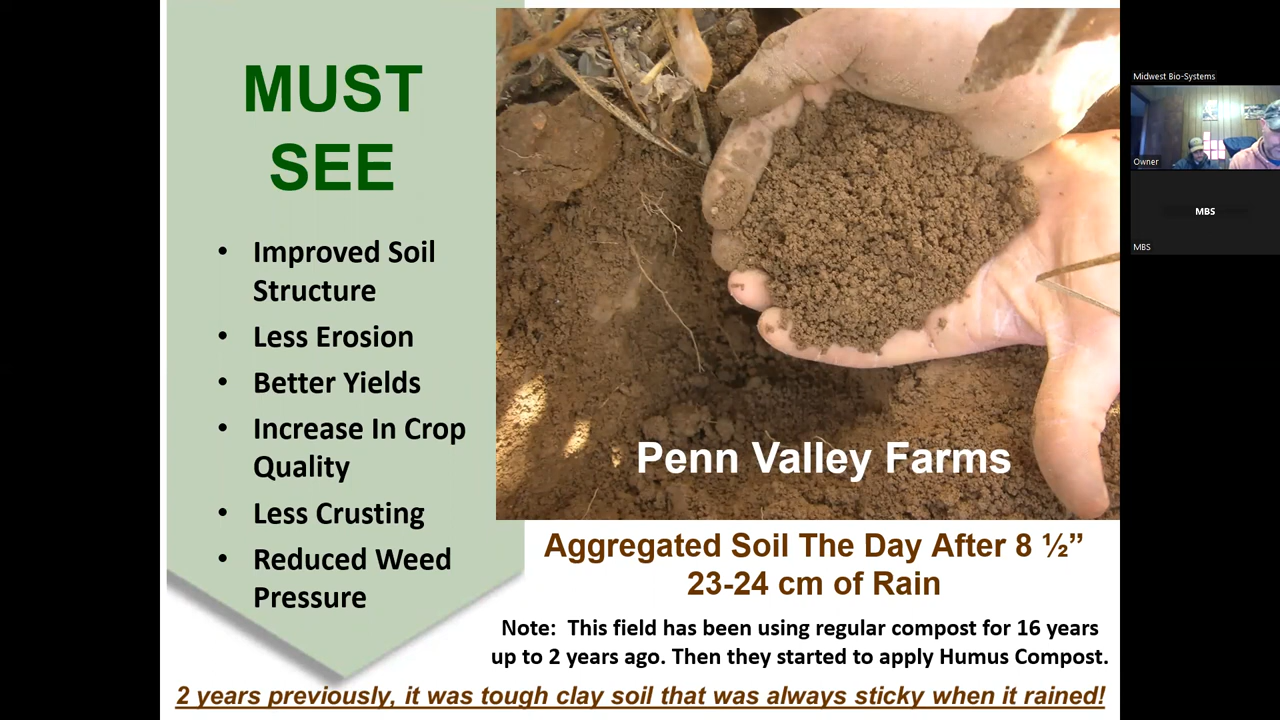 MUST
SEE
• Improved Soil
Structure
• Less Erosion
• Better Yields
• Increase In Crop
Quality
• Less Crusting
• Reduced Weed
Pressure
Penn Valley Farms
Aggregated Soil The Day After 8 ½”
23-24 cm of Rain
Note:  This field has been using regular compost for 16 years
up to 2 years ago. Then they started to apply Humus Compost.
2 years previously, it was tough clay soil that was always sticky when it rained!
Midwest Bio-Systems
Owner
MBS
MBS